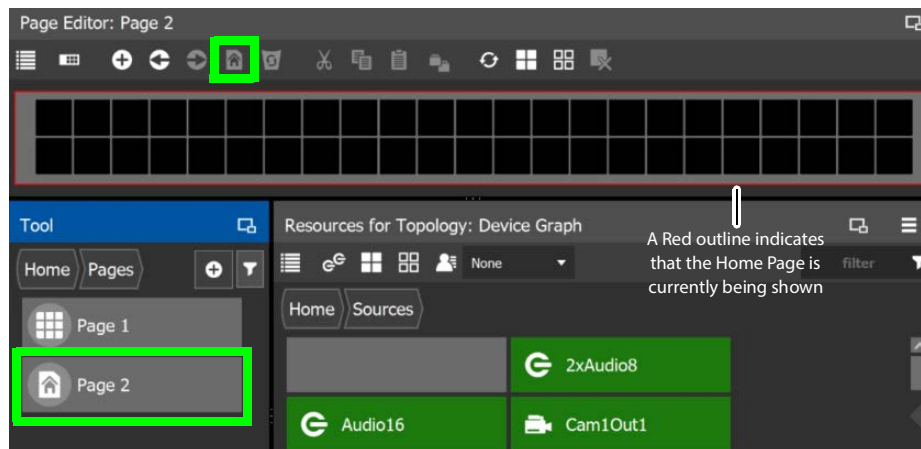 Page Editor: Page 2
Tool
Resources for Topology: Device Graph
A Red outline indicates
that the Home Page is
currently being shown
Home Pages
None
filter
Home Sources
Page 1
2xAudio8
Page 2
Audio16
Cam1Out1